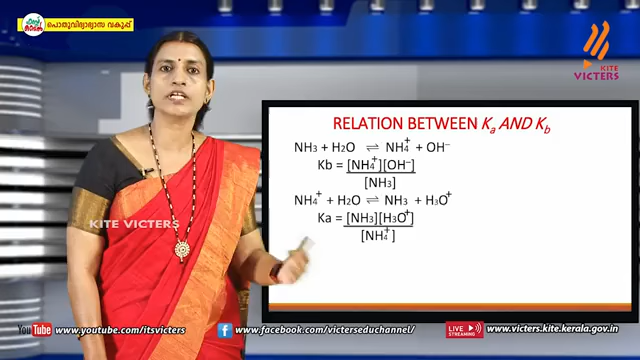 പൊതുവിദ്യാഭ്യാസ വകുപ്പ്
KITE
VICTERS
RELATION BETWEEN Ka AND Kb
NH3 + H2O ⇌ NH4+ + OH–
Kb = [NH4+][OH–]
[NH3]
NH4+ + H2O ⇌ NH3 + H3O+
Ka = [NH3][H3O+]
[NH4+]
KITE VICTERS
YouTube www.youtube.com/itsvicters
f www.facebook.com/victerseduchannel/
LIVE STREAMING www.victers.kite.kerala.gov.in